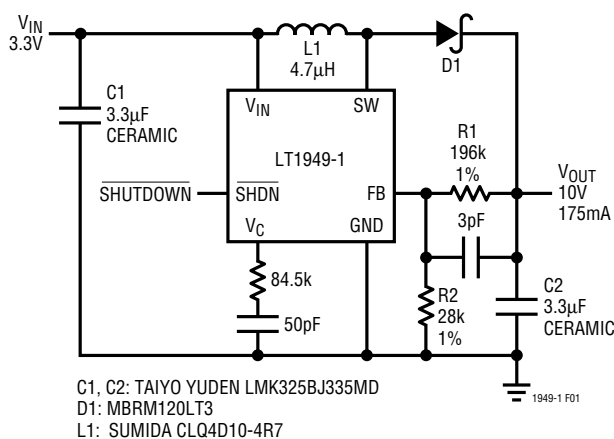 VIN
3.3V
L1
4.7µH
D1
C1
3.3µF
CERAMIC
VIN
SW
LT1949-1
R1
196k
1%
VOUT
10V
175mA
SHUTDOWN
SHDN
FB
VC
GND
3pF
84.5k
50pF
R2
28k
1%
C2
3.3µF
CERAMIC
1949-1 F01
C1, C2: TAIYO YUDEN LMK325BJ335MD
D1: MBRM120LT3
L1: SUMIDA CLQ4D10-4R7